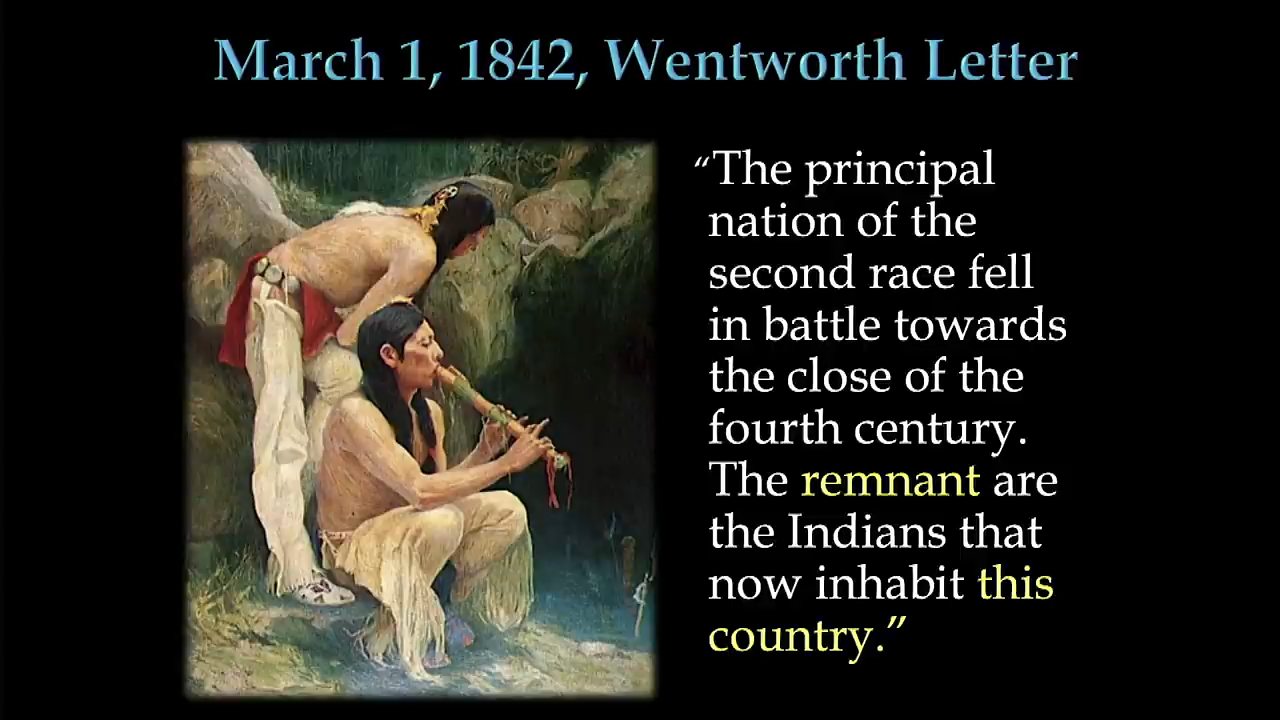 March 1, 1842, Wentworth Letter
“The principal
nation of the
second race fell
in battle towards
the close of the
fourth century.
The remnant are
the Indians that
now inhabit this
country.”